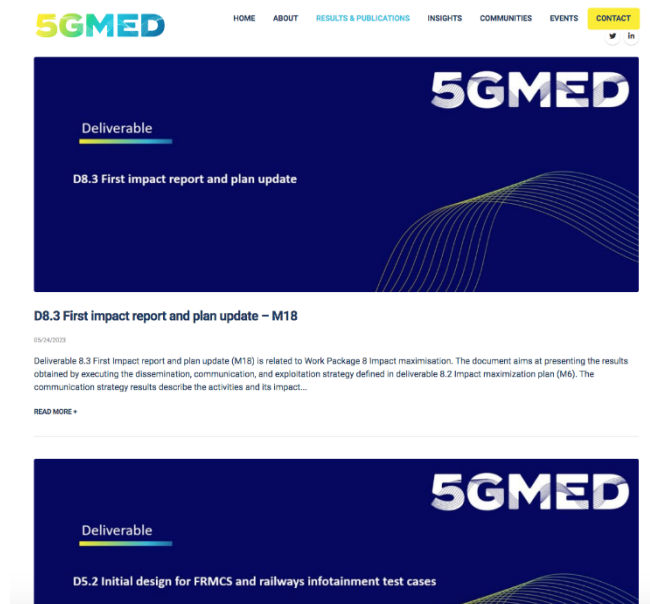 5GMED
HOME ABOUT RESULTS & PUBLICATIONS INSIGHTS COMMUNITIES EVENTS CONTACT
in
5GMED
Deliverable
D8.3 First impact report and plan update
D8.3 First impact report and plan update – M18
05/24/2023
Deliverable 8.3 First Impact report and plan update (M18) is related to Work Package 8 Impact maximisation. The document aims at presenting the results
obtained by executing the dissemination, communication, and exploitation strategy defined in deliverable 8.2 Impact maximization plan (M6). The
communication strategy results describe the activities and its impact...
READ MORE +
5GMED
Deliverable
D5.2 Initial design for FRMCS and railways infotainment test cases